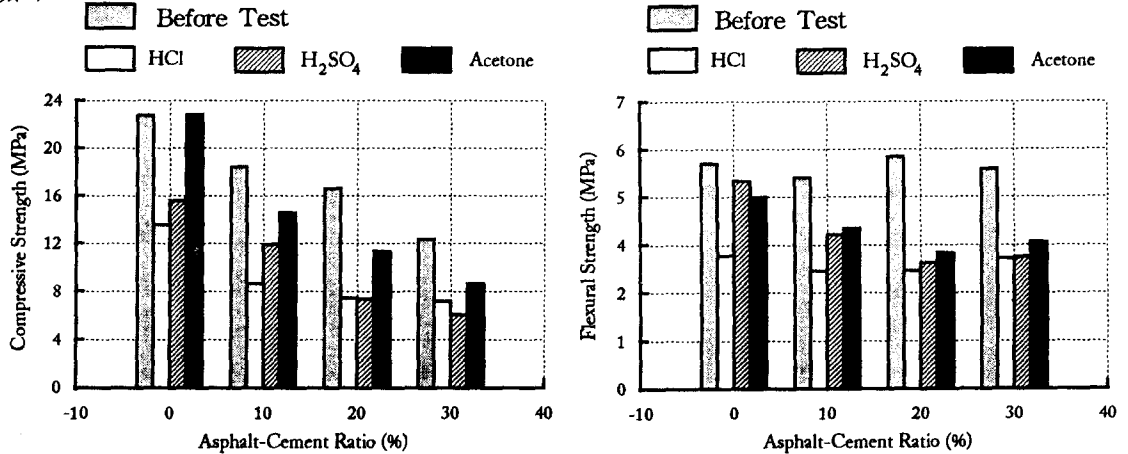 Before Test
HCl H₂SO₄ Acetone
Compressive Strength (MPa)
24
22
16
12
8
4
0
-10 0 10 20 30 40
Asphalt-Cement Ratio (%)
Before Test
HCl H₂SO₄ Acetone
Flexural Strength (MPa)
7
6
5
4
2
1
0
-10 0 10 20 30 40
Asphalt-Cement Ratio (%)